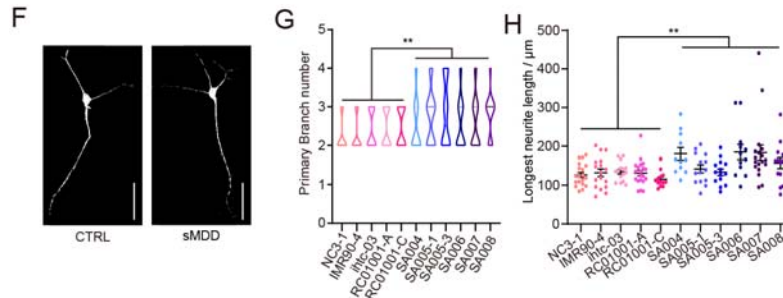 F
CTRL
sMDD
G
Primary Branch number
5
4
3
2
1
0
**
NC3-1
IMR90-4
ihtc-03
RC01001-A
RC01001-C
SA004
SA005-1
SA005-3
SA006
SA007
SA008
H
Longest neurite length / μm
500
400
300
200
100
0
**
NC3-1
IMR90-4
ihtc-03
RC01001-A
RC01001-C
SA004
SA005-1
SA005-3
SA006
SA007
SA008